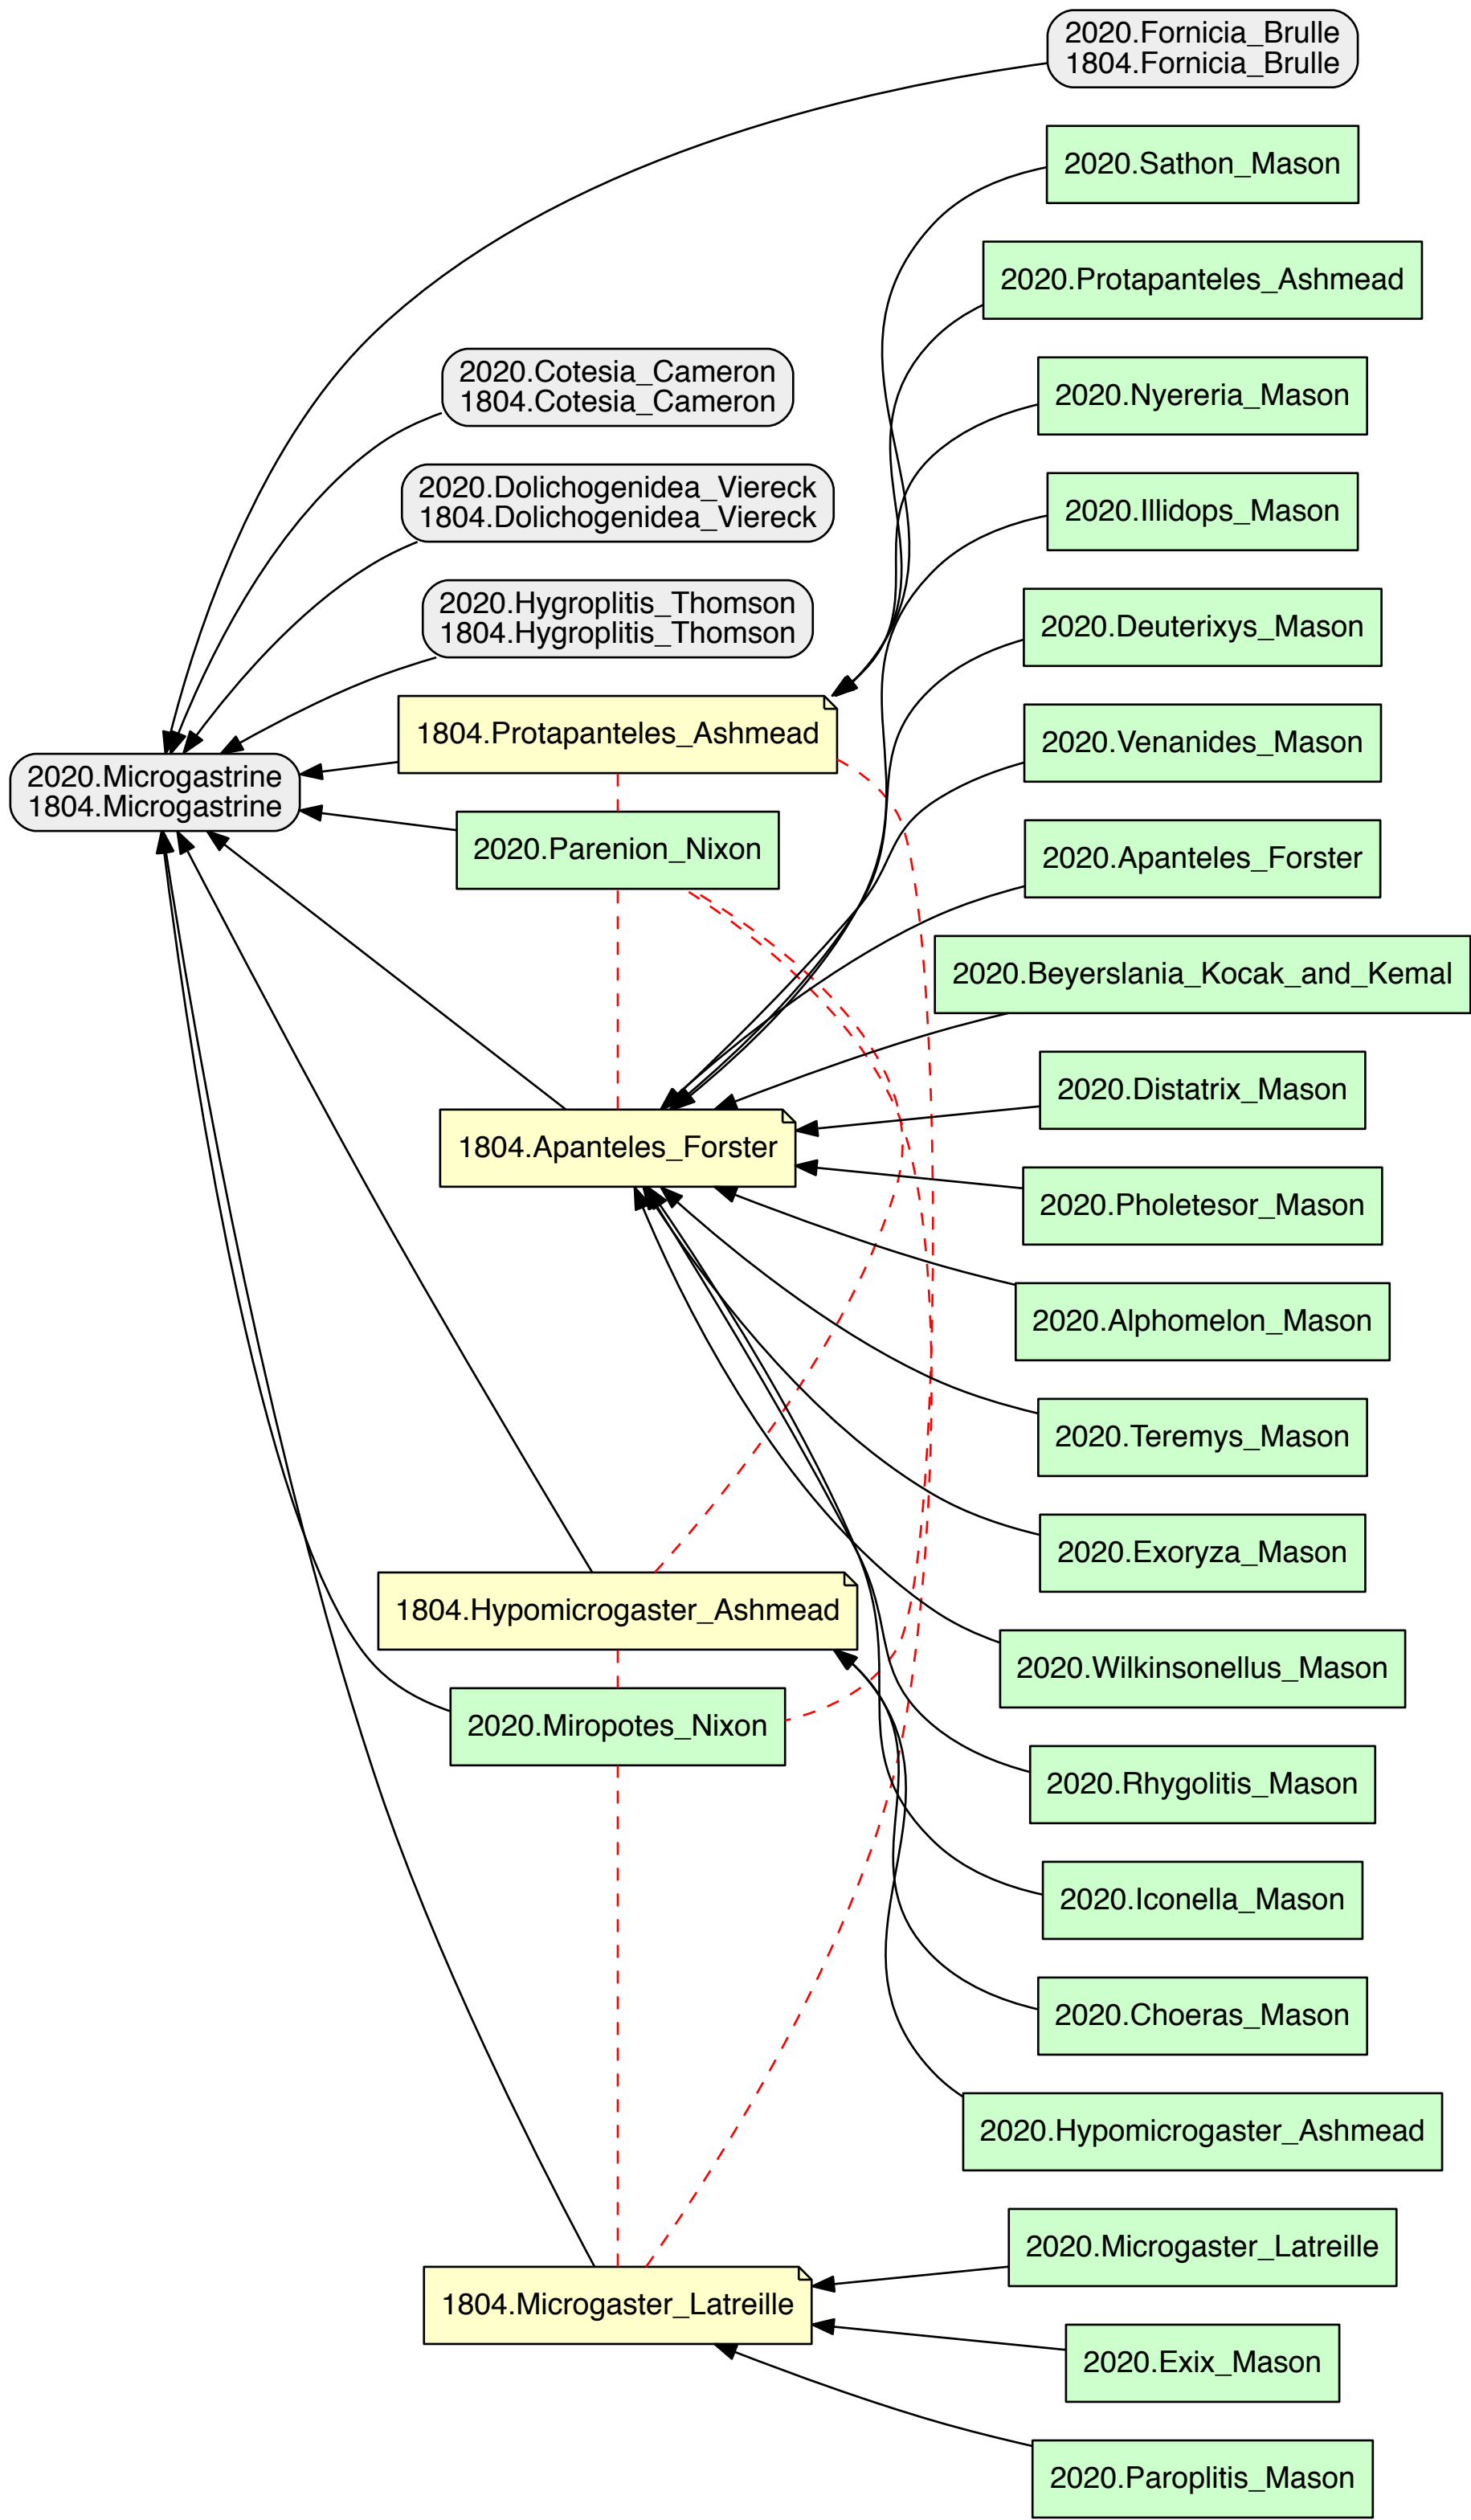 2020.Fornicia_Brulle
1804.Fornicia_Brulle
2020.Sathon_Mason
2020.Protapanteles_Ashmead
2020.Cotesia_Cameron
1804.Cotesia_Cameron
2020.Nyereria_Mason
2020.Dolichogenidea_Viereck
1804.Dolichogenidea_Viereck
2020.Illidops_Mason
2020.Hygroplitis_Thomson
1804.Hygroplitis_Thomson
2020.Deuterixys_Mason
1804.Protapanteles_Ashmead
2020.Venanides_Mason
2020.Microgastrine
1804.Microgastrine
2020.Parenion_Nixon
2020.Apanteles_Forster
2020.Beyerslania_Kocak_and_Kemal
2020.Distatrix_Mason
1804.Apanteles_Forster
2020.Pholetesor_Mason
2020.Alphomelon_Mason
2020.Teremys_Mason
2020.Exoryza_Mason
1804.Hypomicrogaster_Ashmead
2020.Wilkinsonellus_Mason
2020.Miropotes_Nixon
2020.Rhygolitis_Mason
2020.Iconella_Mason
2020.Choeras_Mason
2020.Hypomicrogaster_Ashmead
2020.Microgaster_Latreille
1804.Microgaster_Latreille
2020.Exix_Mason
2020.Paroplitis_Mason